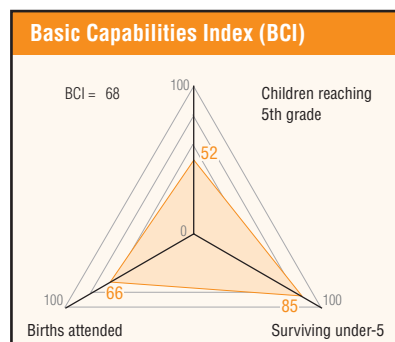 Basic Capabilities Index (BCI)
BCI = 68
100
Children reaching
5th grade
52
0
100
66
85
100
Births attended
Surviving under-5